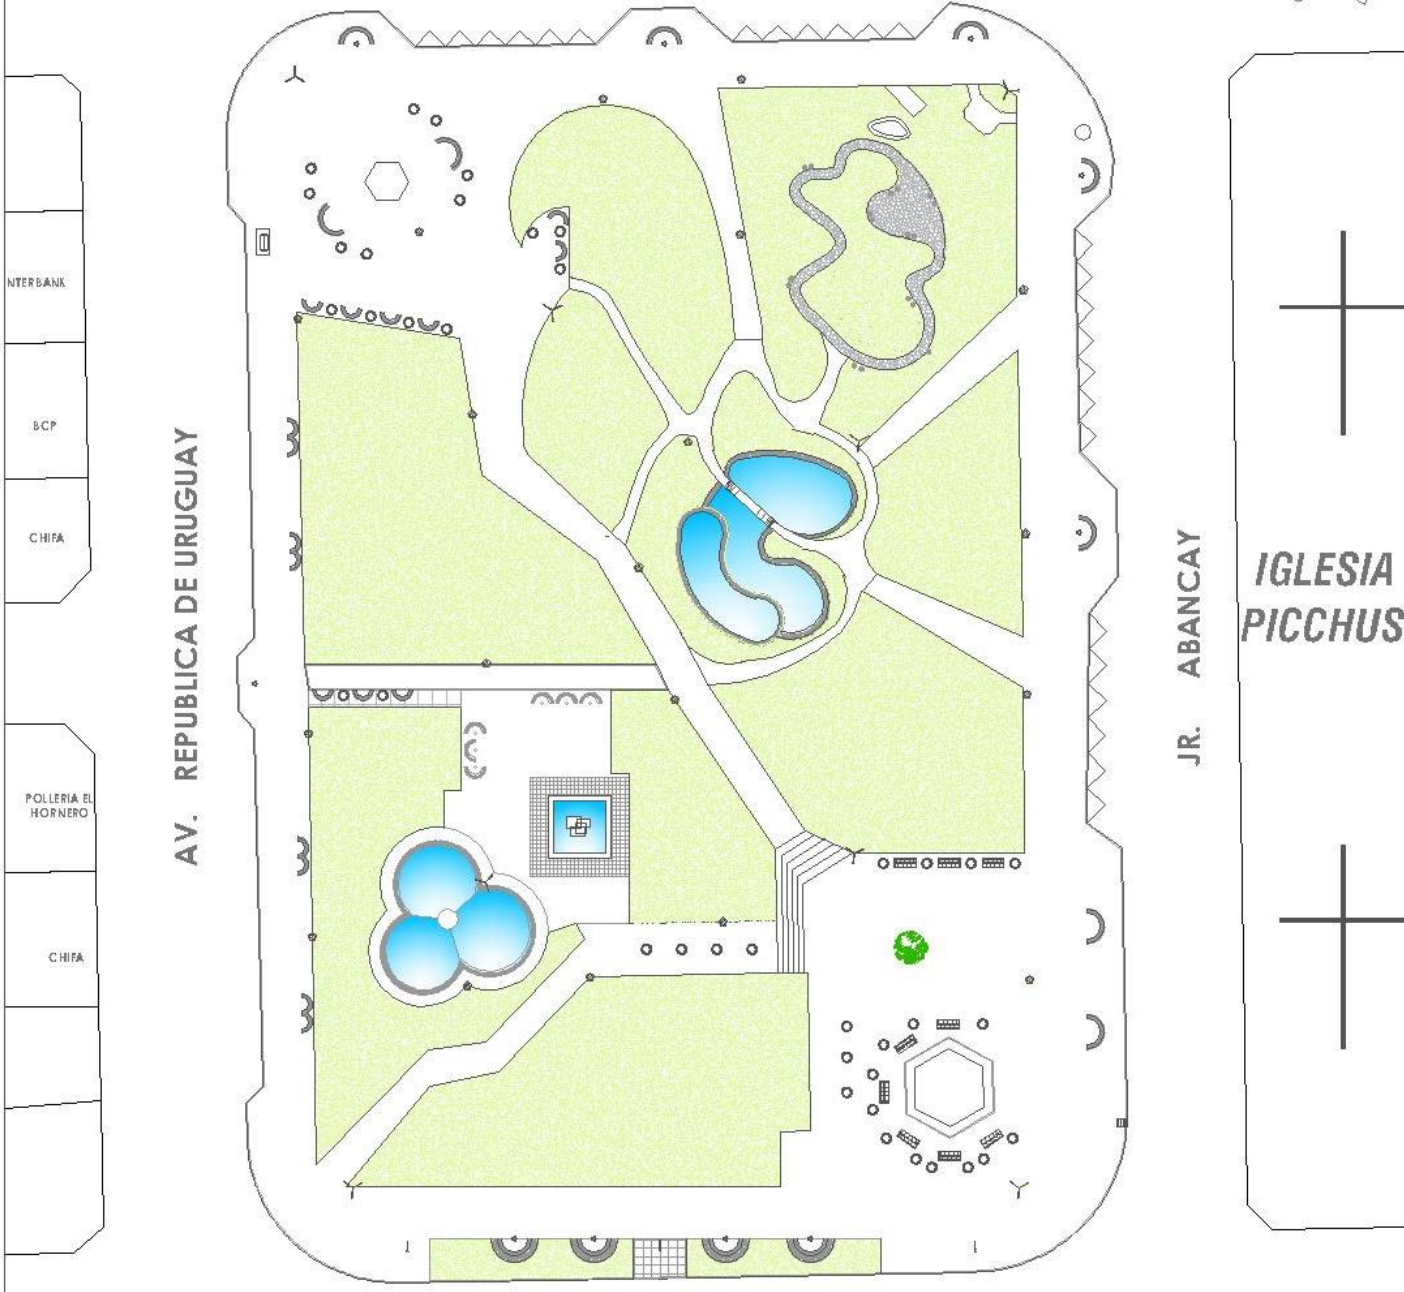 NTERBANK
BCP
CHIFA
POLLERIA EL
HORNERO
CHIFA
AV. REPUBLICA DE URUGUAY
JR. ABANCAY
IGLESIA
PICCHUS